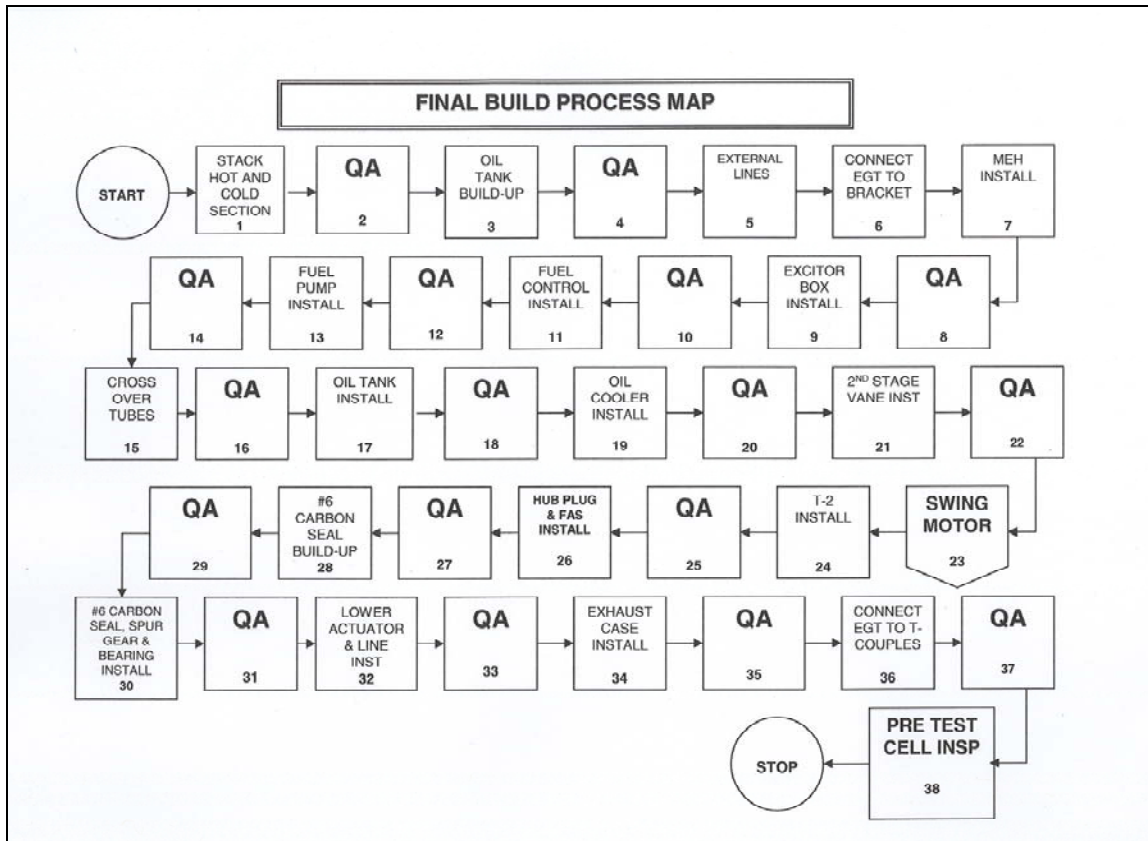 FINAL BUILD PROCESS MAP
START
STACK
HOT AND
COLD
SECTION
1
QA
2
OIL
TANK
BUILD-UP
3
QA
4
EXTERNAL
LINES
5
CONNECT
EGT TO
BRACKET
6
MEH
INSTALL
7
QA
8
EXCITOR
BOX
INSTALL
9
QA
10
FUEL
CONTROL
INSTALL
11
QA
12
FUEL
PUMP
INSTALL
13
QA
14
CROSS
OVER
TUBES
15
QA
16
OIL TANK
INSTALL
17
QA
18
OIL
COOLER
INSTALL
19
QA
20
2ND STAGE
VANE INST
21
QA
22
SWING
MOTOR
23
T-2
INSTALL
24
QA
25
HUB PLUG
& FAS
INSTALL
26
QA
27
#6
CARBON
SEAL
BUILD-UP
28
QA
29
#6 CARBON
SEAL, SPUR
GEAR &
BEARING
INSTALL
30
QA
31
LOWER
ACTUATOR
& LINE
INST
32
QA
33
EXHAUST
CASE
INSTALL
34
QA
35
CONNECT
EGT TO T-
COUPLES
36
QA
37
PRE TEST
CELL INSP
38
STOP